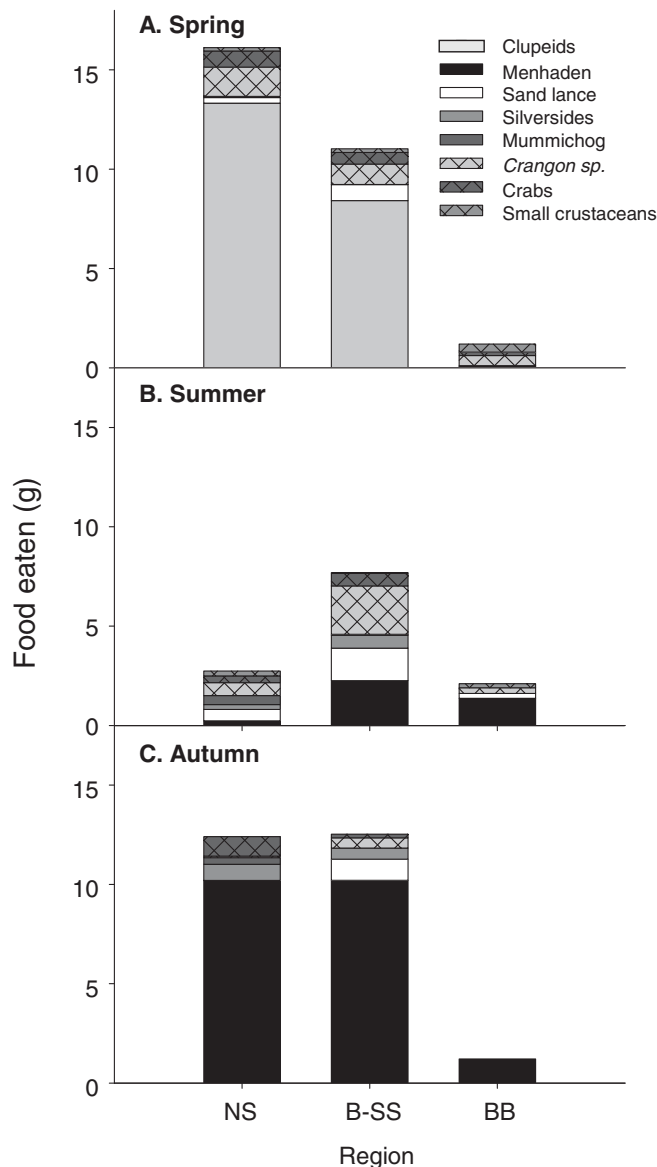 A. Spring
Clupeids
Menhaden
Sand lance
Silversides
Mummichog
Crangon sp.
Crabs
Small crustaceans
15
10
5
0
B. Summer
15
10
5
0
Food eaten (g)
C. Autumn
15
10
5
0
NS B-SS BB
Region